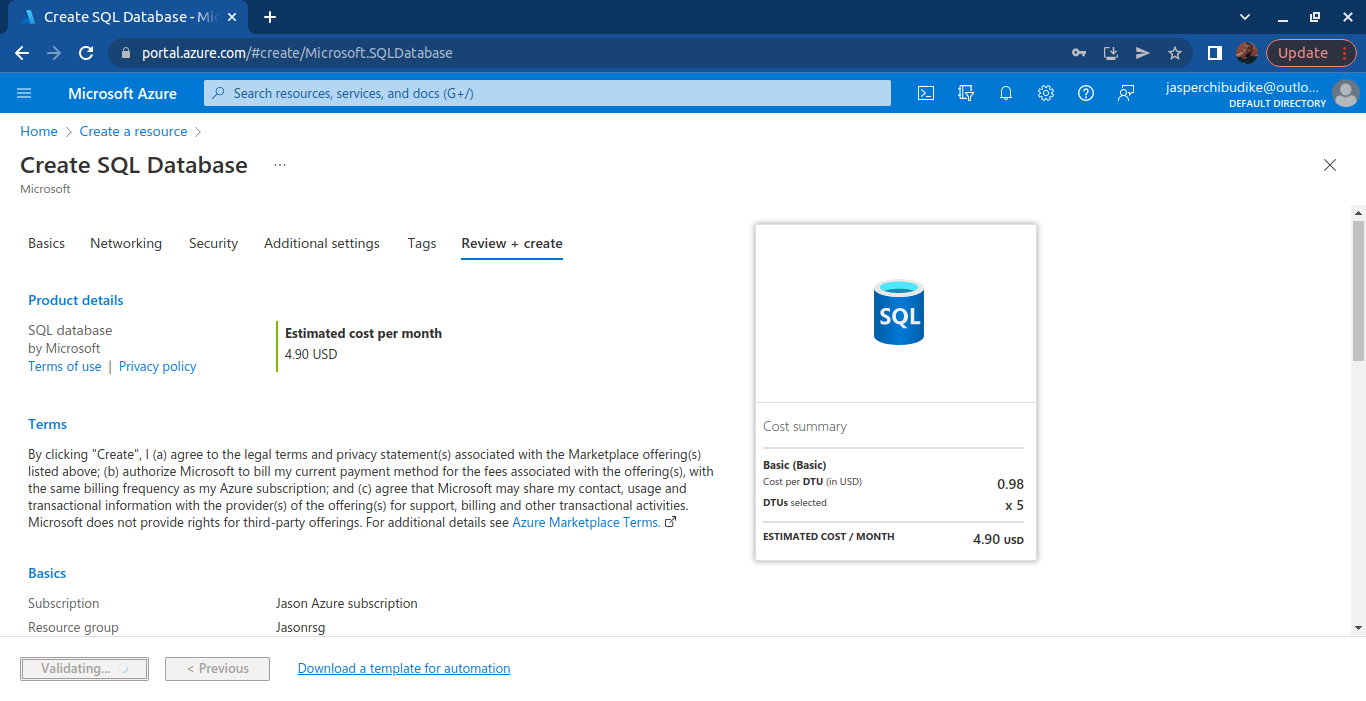 Create SQL Database - Mi
portal.azure.com/#create/Microsoft.SQLDatabase
Update
Microsoft Azure
Search resources, services, and docs (G+/)
jasperchibudike@outlo...
DEFAULT DIRECTORY
Home > Create a resource >
Create SQL Database ...
Microsoft
Basics Networking Security Additional settings Tags Review + create
Product details
SQL database
by Microsoft
Terms of use | Privacy policy
Estimated cost per month
4.90 USD
Terms
By clicking "Create", I (a) agree to the legal terms and privacy statement(s) associated with the Marketplace offering(s)
listed above; (b) authorize Microsoft to bill my current payment method for the fees associated with the offering(s), with
the same billing frequency as my Azure subscription; and (c) agree that Microsoft may share my contact, usage and
transactional information with the provider(s) of the offering(s) for support, billing and other transactional activities.
Microsoft does not provide rights for third-party offerings. For additional details see Azure Marketplace Terms.
Basics
Subscription Jason Azure subscription
Resource group Jasonrsg
SQL
Cost summary
Basic (Basic)
Cost per DTU (in USD) 0.98
DTUs selected x 5
ESTIMATED COST / MONTH 4.90 USD
Validating... < Previous Download a template for automation